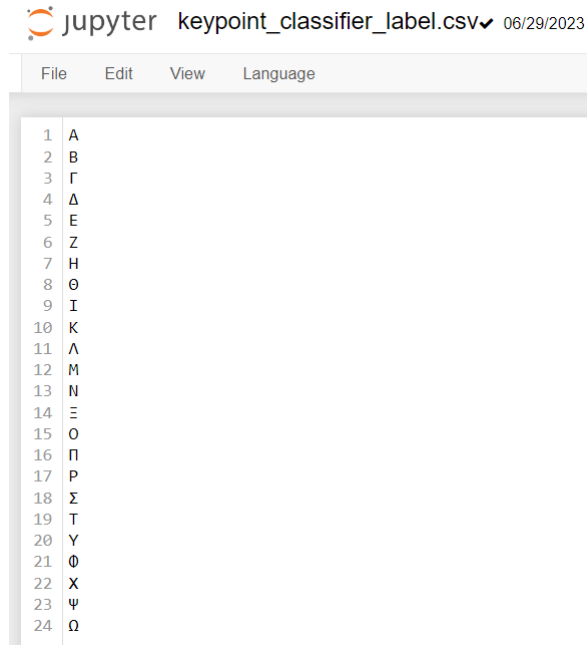 jupyter keypoint_classifier_label.csv✔ 06/29/2023
File Edit View Language
1 Α
2 Β
3 Γ
4 Δ
5 Ε
6 Ζ
7 Η
8 Θ
9 Ι
10 Κ
11 Λ
12 Μ
13 Ν
14 Ξ
15 Ο
16 Π
17 Ρ
18 Σ
19 Τ
20 Υ
21 Φ
22 Χ
23 Ψ
24 Ω